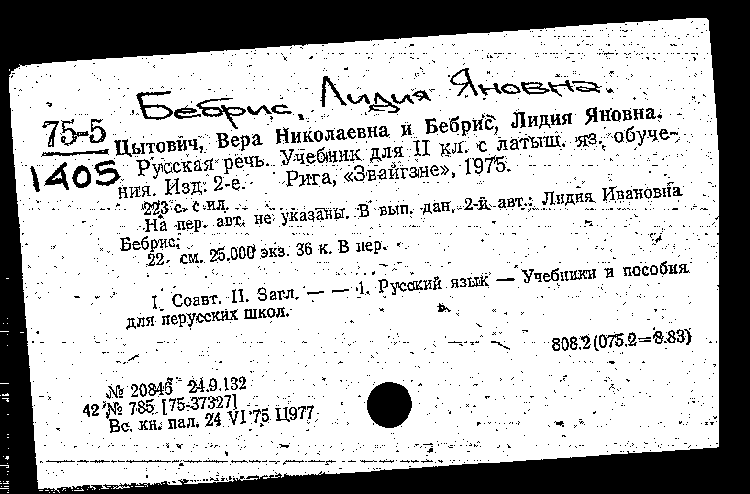 Бебрис, Лидия Яновна.
75-5
1405
Цытович, Вера Николаевна и Бебрис, Лидия Яновна.
Русская речь. Учебник для II кл. с латыш. яз. обуче-
ния. Изд. 2-е. Рига, «Звайгзне», 1975.
223 с. с ил.
На пер. авт. не указаны. В вып. дан. 2-й авт.: Лидия Ивановна
Бебрис.
22 см. 25.000 экз. 36 к. В пер.
I. Соавт. II. Загл. — — 1. Русский язык — Учебники и пособия
для нерусских школ.
808.2(075.2=8.83)
№ 20846 24.9.132
42 № 785 [75-37327]
Вс. кн. пал. 24 VI 75 Ц977